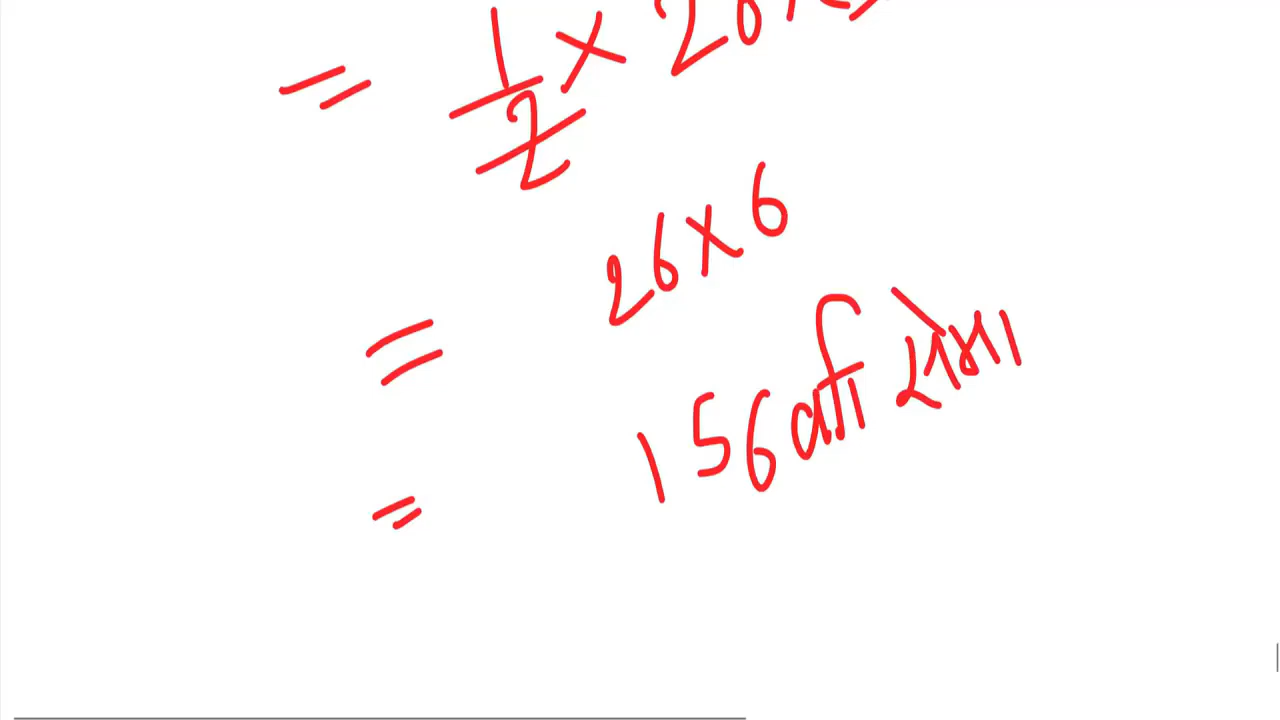 = 1/2 × 26 ×
= 26 × 6
= 156 वर्ग सेमी